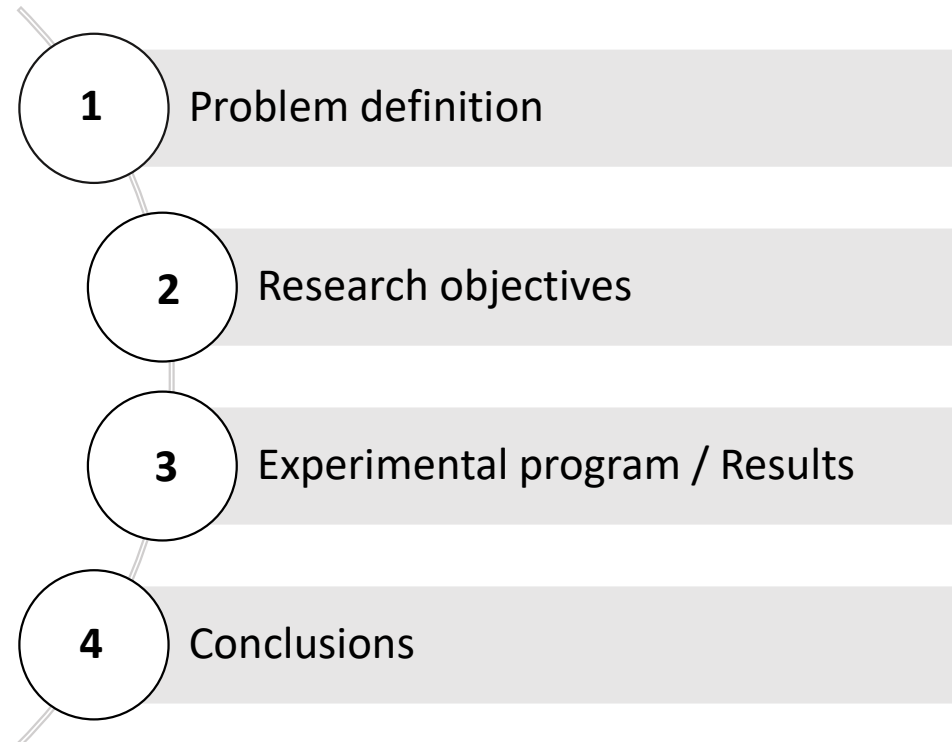 1 Problem definition
2 Research objectives
3 Experimental program / Results
4 Conclusions